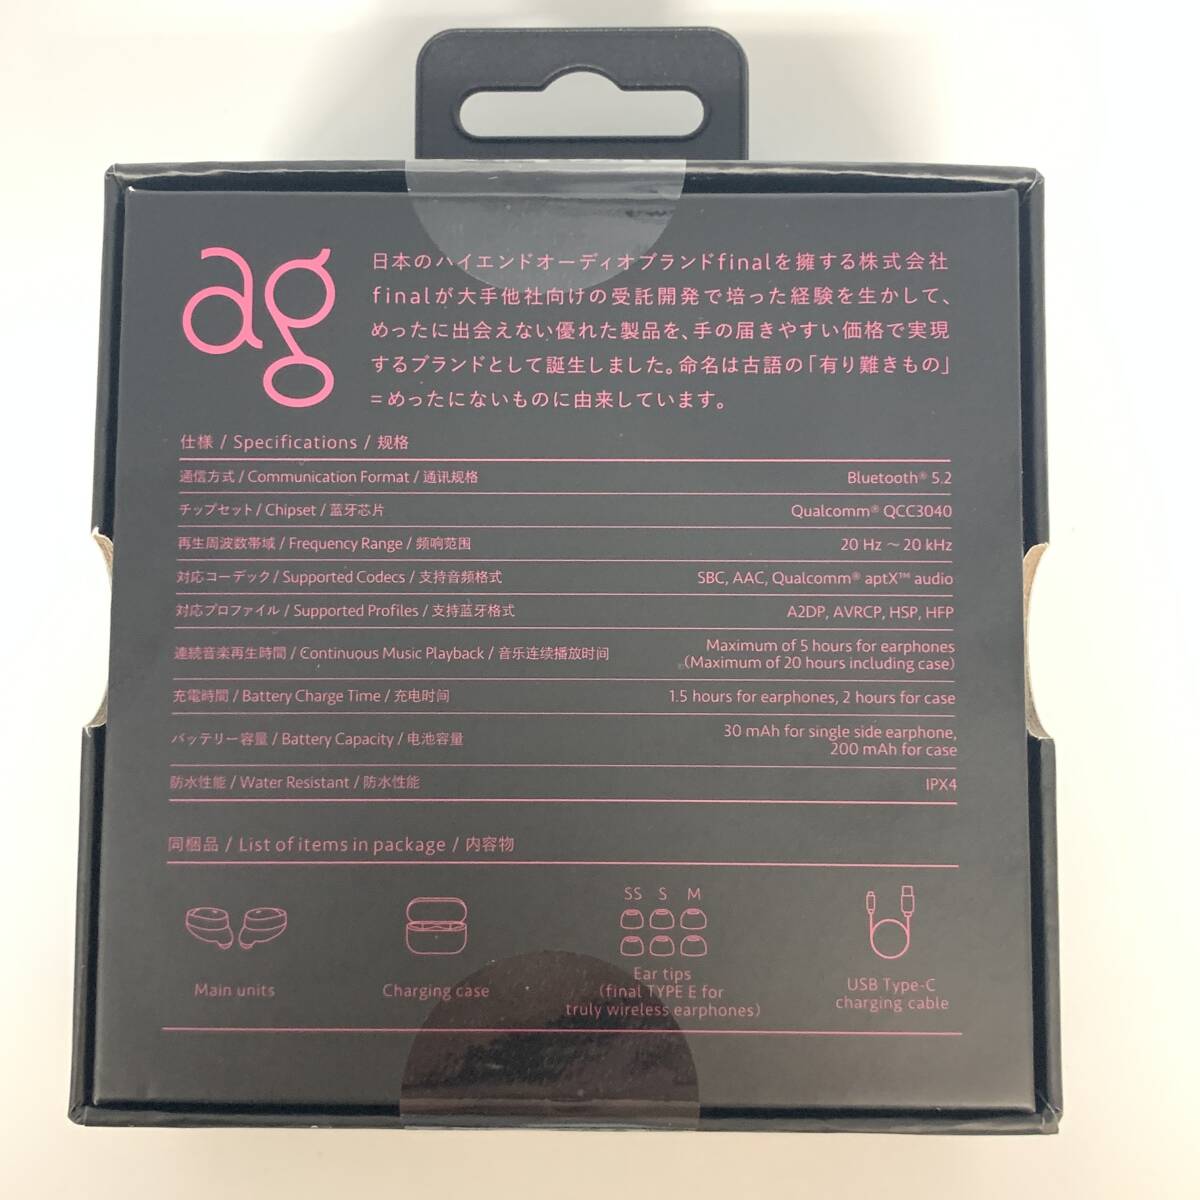 ag
日本のハイエンドオーディオブランドfinalを擁する株式会社
finalが大手他社向けの受託開発で培った経験を生かして、
めったに出会えない優れた製品を、手の届きやすい価格で実現
するブランドとして誕生しました。命名は古語の「有り難きもの」
=めったにないものに由来しています。
仕様 / Specifications / 规格
通信方式 / Communication Format / 通讯规格 Bluetooth® 5.2
チップセット / Chipset / 蓝牙芯片 Qualcomm® QCC3040
再生周波数帯域 / Frequency Range / 频响范围 20 Hz ~ 20 kHz
対応コーデック / Supported Codecs / 支持音频格式 SBC, AAC, Qualcomm® aptX™ audio
対応プロファイル / Supported Profiles / 支持蓝牙格式 A2DP, AVRCP, HSP, HFP
連続音楽再生時間 / Continuous Music Playback / 音乐连续播放时间 Maximum of 5 hours for earphones
(Maximum of 20 hours including case)
充電時間 / Battery Charge Time / 充电时间 1.5 hours for earphones, 2 hours for case
バッテリー容量 / Battery Capacity / 电池容量 30 mAh for single side earphone,
200 mAh for case
防水性能 / Water Resistant / 防水性能 IPX4
同梱品 / List of items in package / 内容物
SS S M
Main units
Charging case
Ear tips
(final TYPE E for
truly wireless earphones)
USB Type-C
charging cable